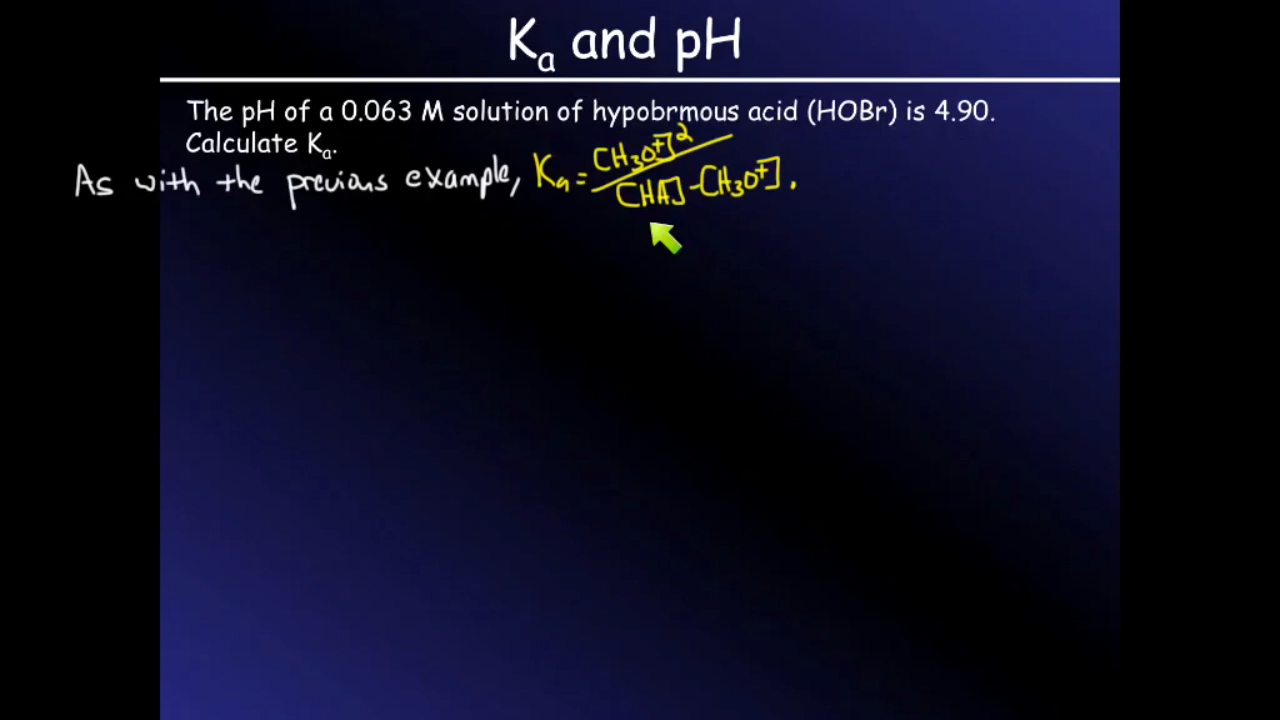 Ka and pH
The pH of a 0.063 M solution of hypobrmous acid (HOBr) is 4.90.
Calculate Ka.
As with the previous example, Ka = [H3O+]² / [HA] - [H3O+].